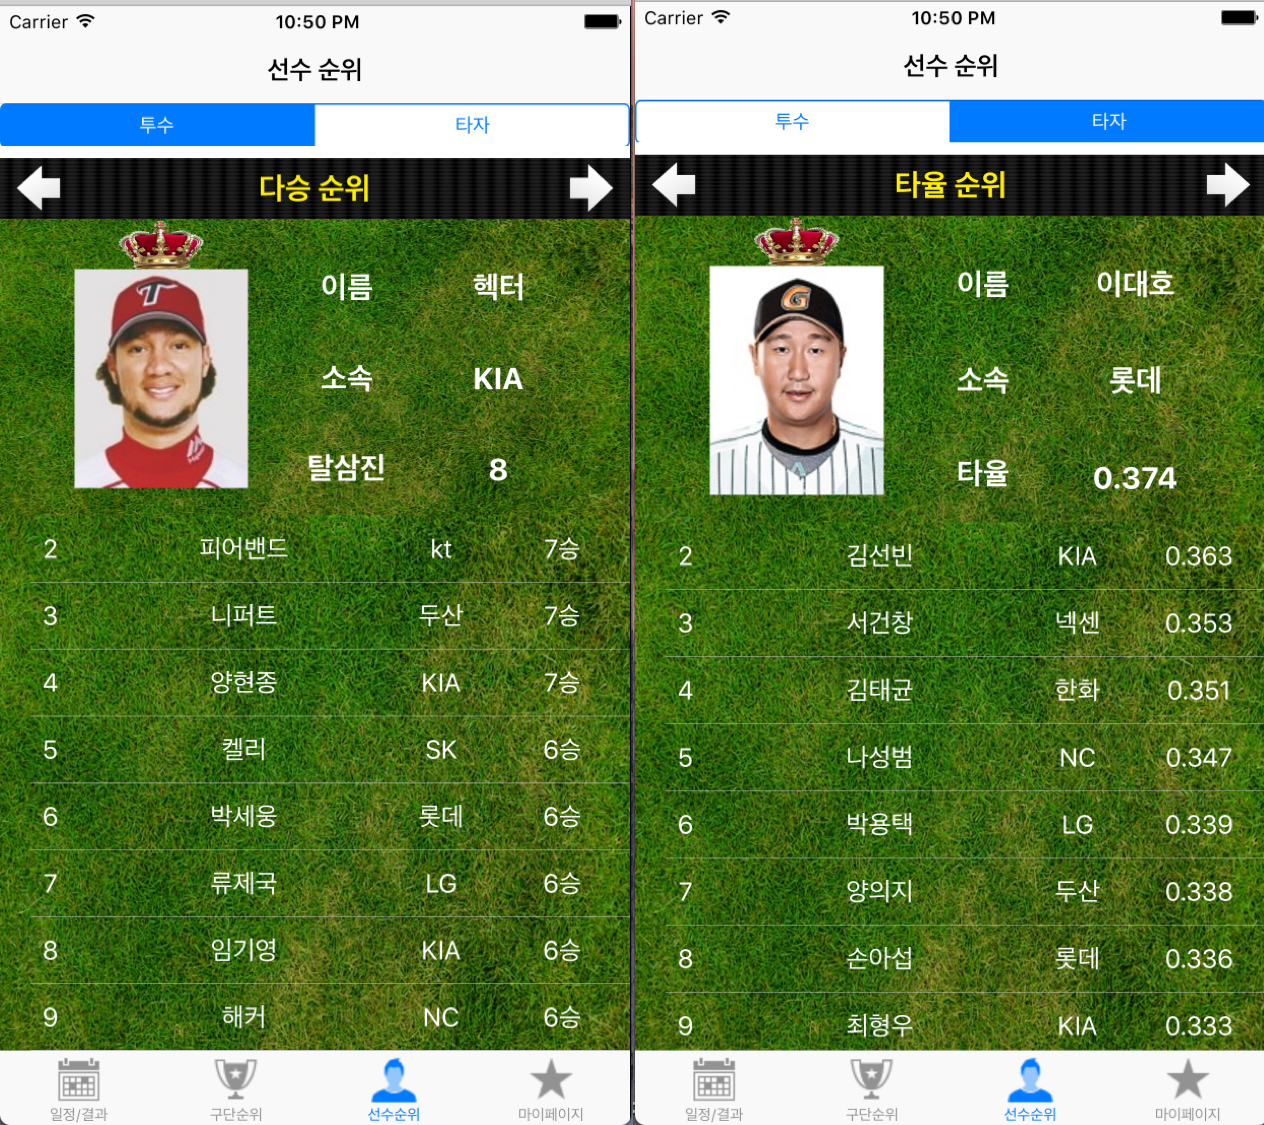 Carrier 10:50 PM
선수 순위
투수 타자
다승 순위
이름 헥터
소속 KIA
탈삼진 8
2 피어밴드 kt 7승
3 니퍼트 두산 7승
4 양현종 KIA 7승
5 켈리 SK 6승
6 박세웅 롯데 6승
7 류제국 LG 6승
8 임기영 KIA 6승
9 해커 NC 6승
일정/결과 구단순위 선수순위 마이페이지
Carrier 10:50 PM
선수 순위
투수 타자
타율 순위
이름 이대호
소속 롯데
타율 0.374
2 김선빈 KIA 0.363
3 서건창 넥센 0.353
4 김태균 한화 0.351
5 나성범 NC 0.347
6 박용택 LG 0.339
7 양의지 두산 0.338
8 손아섭 롯데 0.336
9 최형우 KIA 0.333
일정/결과 구단순위 선수순위 마이페이지